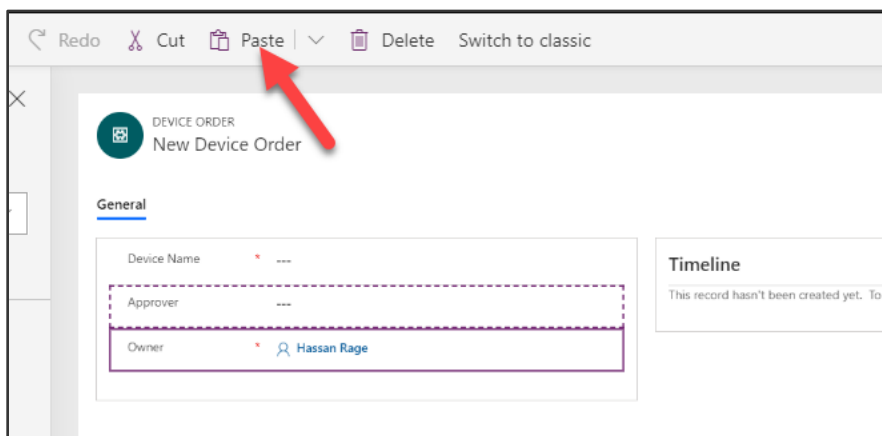 Redo Cut Paste Delete Switch to classic
DEVICE ORDER
New Device Order
General
Device Name * ---
Approver ---
Owner * Hassan Rage
Timeline
This record hasn't been created yet. To